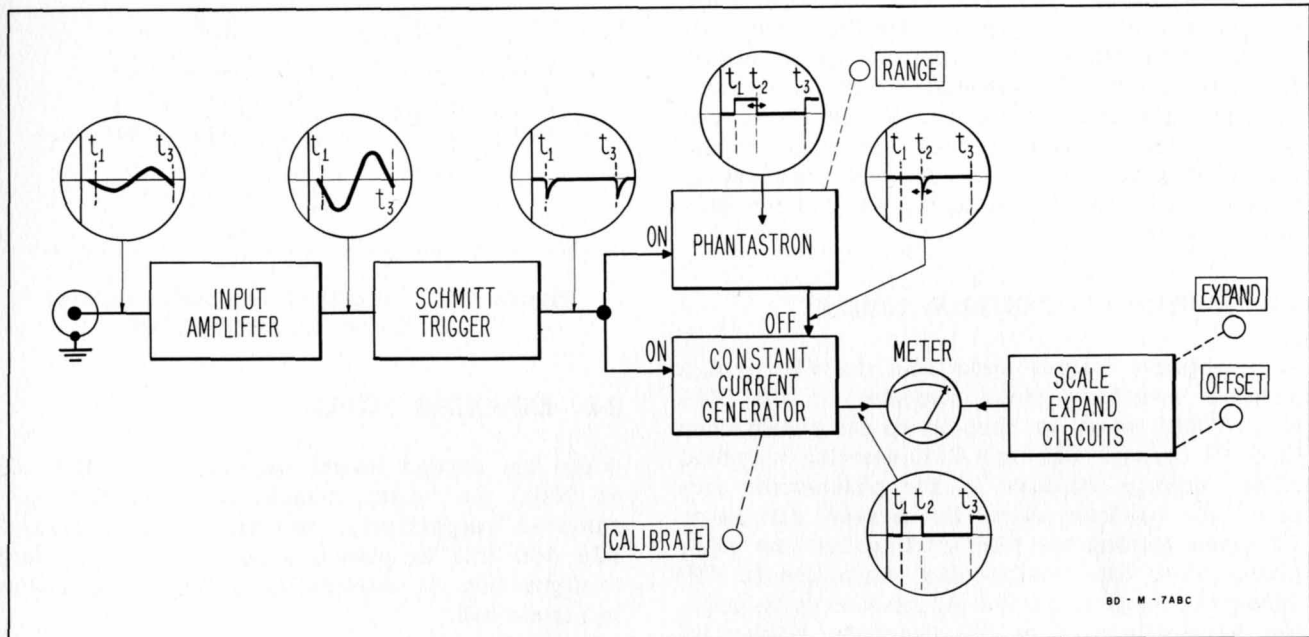 t1 t2 t3
RANGE
t1 t3
t1 t3
t1 t3
t1 t2 t3
ON
PHANTASTRON
INPUT
AMPLIFIER
SCHMITT
TRIGGER
EXPAND
OFF
ON
CONSTANT
CURRENT
GENERATOR
METER
SCALE
EXPAND
CIRCUITS
OFFSET
t1 t2 t3
CALIBRATE
BD - M - 7ABC